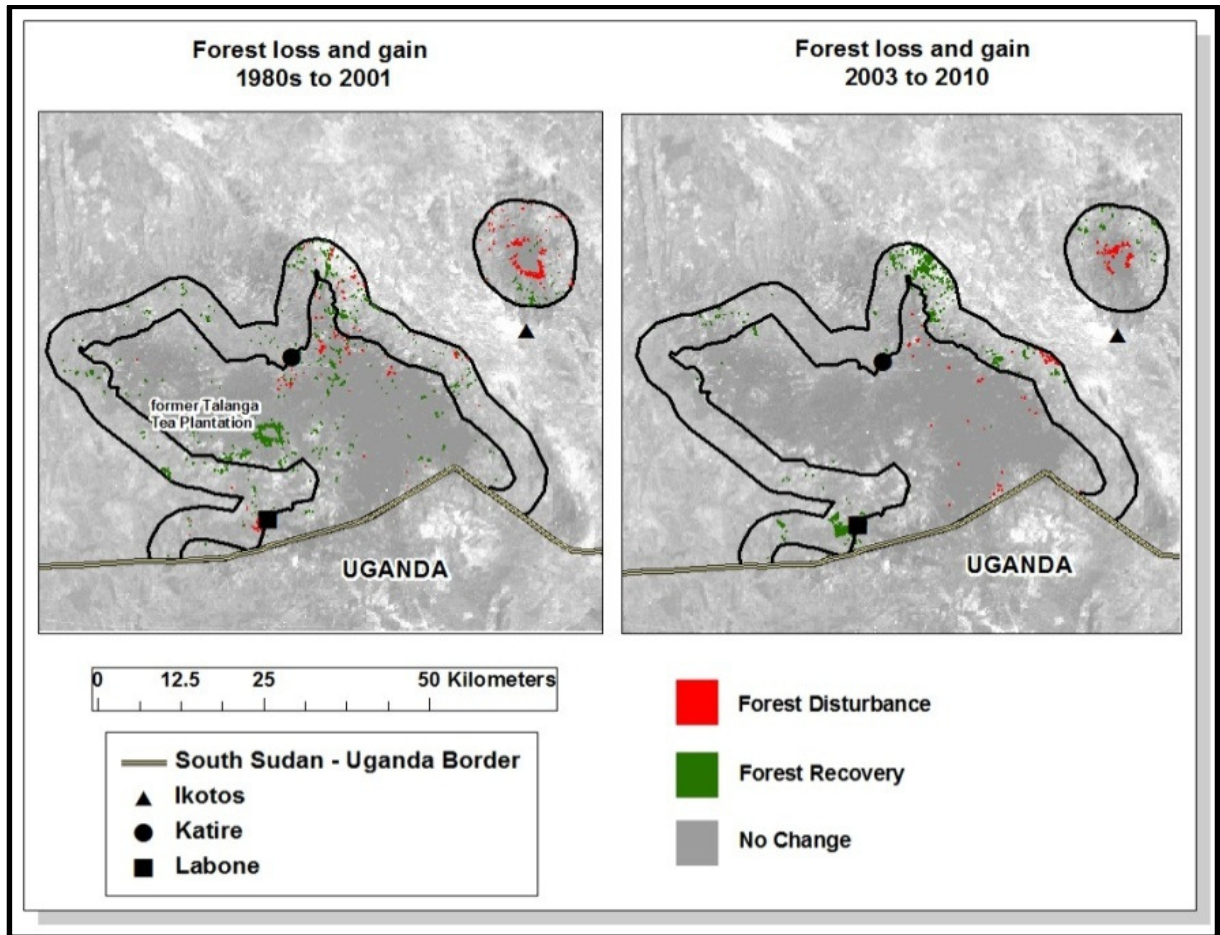 Forest loss and gain
1980s to 2001
Forest loss and gain
2003 to 2010
former Talanga
Tea Plantation
UGANDA
UGANDA
0 12.5 25 50 Kilometers
South Sudan - Uganda Border
Ikotos
Katire
Labone
Forest Disturbance
Forest Recovery
No Change